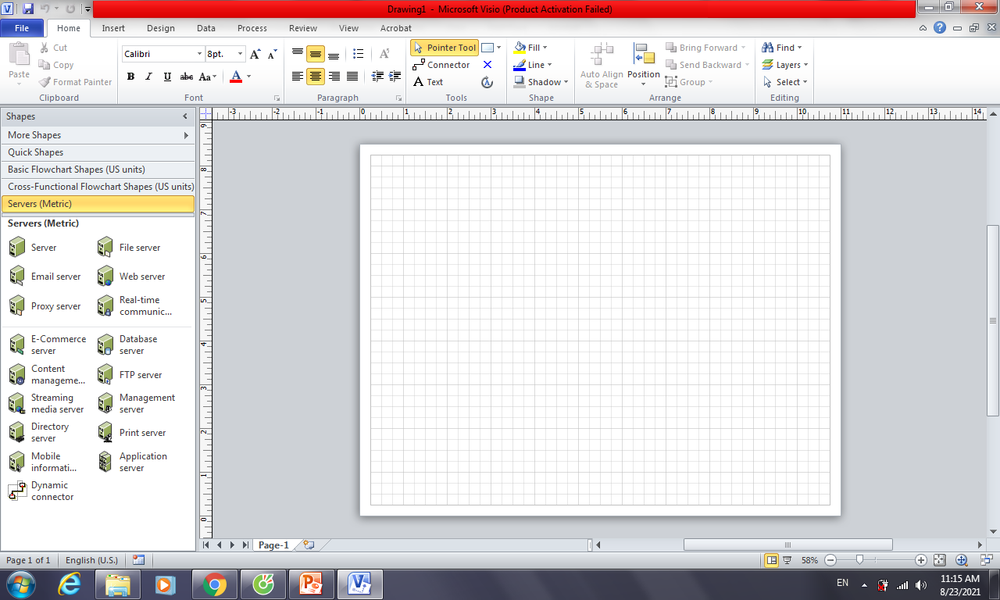 Drawing1 - Microsoft Visio (Product Activation Failed)
File Home Insert Design Data Process Review View Acrobat
Paste
Cut
Copy
Format Painter
Clipboard
Calibri 8pt.
B I U abc Aa A
Font
Paragraph
Pointer Tool
Connector
A Text
Tools
Fill
Line
Shadow
Shape
Auto Align
& Space
Position
Bring Forward
Send Backward
Group
Arrange
Find
Layers
Select
Editing
Shapes
More Shapes
Quick Shapes
Basic Flowchart Shapes (US units)
Cross-Functional Flowchart Shapes (US units)
Servers (Metric)
Servers (Metric)
Server
File server
Email server
Web server
Proxy server
Real-time
communic...
E-Commerce
server
Database
server
Content
manageme...
FTP server
Streaming
media server
Management
server
Directory
server
Print server
Mobile
informati...
Application
server
Dynamic
connector
-3 -2 -1 0 1 2 3 4 5 6 7 8 9 10 11 12 13 14
9
8
7
6
5
4
3
2
1
0
Page-1
Page 1 of 1 English (U.S.) 58%
EN
11:15 AM
8/23/2021